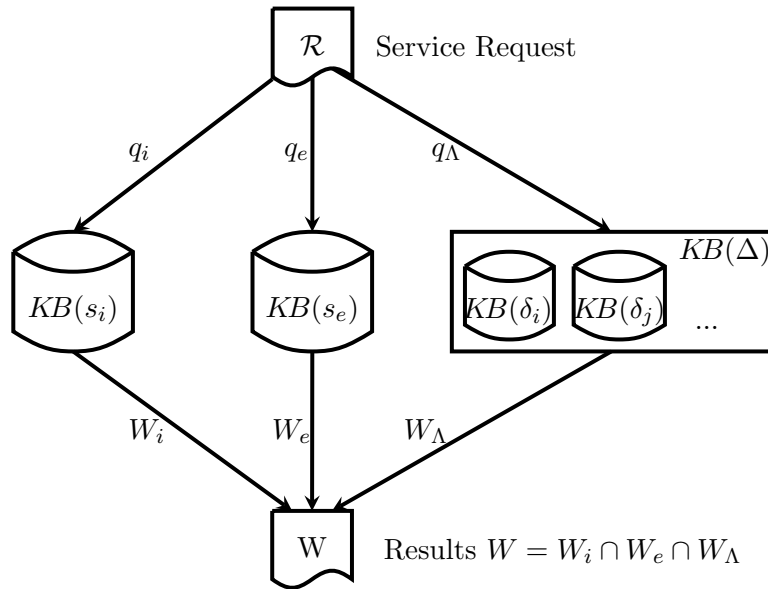 ℛ Service Request
q_i q_e q_Λ
KB(Δ)
KB(s_i) KB(s_e) KB(δ_i) KB(δ_j) ...
W_i W_e W_Λ
W Results W = W_i ∩ W_e ∩ W_Λ